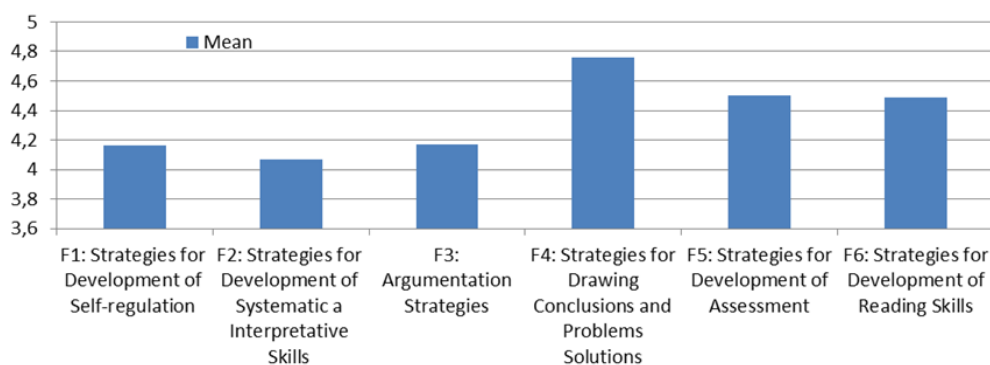 5
4,8
4,6
4,4
4,2
4
3,8
3,6
Mean
F1: Strategies for
Development of
Self-regulation
F2: Strategies for
Development of
Systematic a
Interpretative
Skills
F3:
Argumentation
Strategies
F4: Strategies for
Drawing
Conclusions and
Problems
Solutions
F5: Strategies for
Development of
Assessment
F6: Strategies for
Development of
Reading Skills